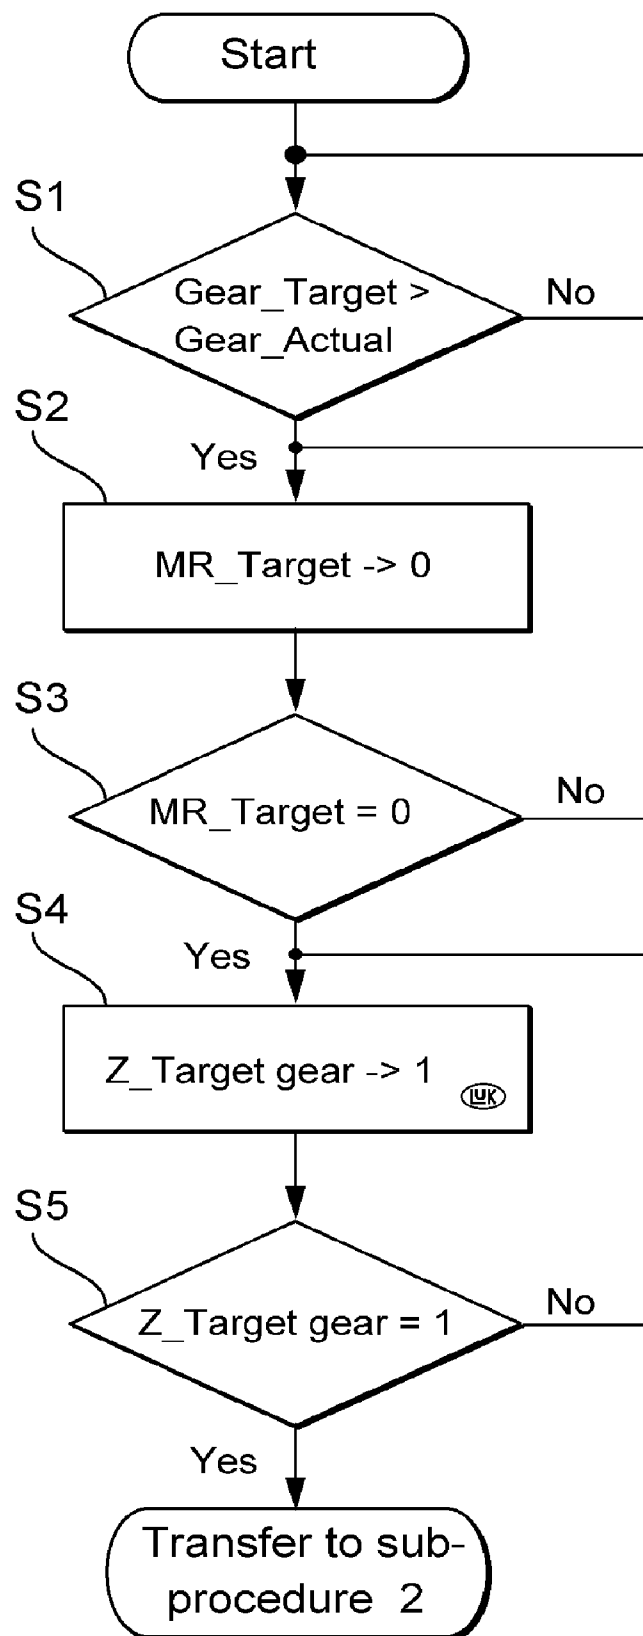 Start
S1
Gear_Target >
Gear_Actual
No
S2
Yes
MR_Target -> 0
S3
MR_Target = 0
No
S4
Yes
Z_Target gear -> 1
LuK
S5
Z_Target gear = 1
No
Yes
Transfer to sub-
procedure 2